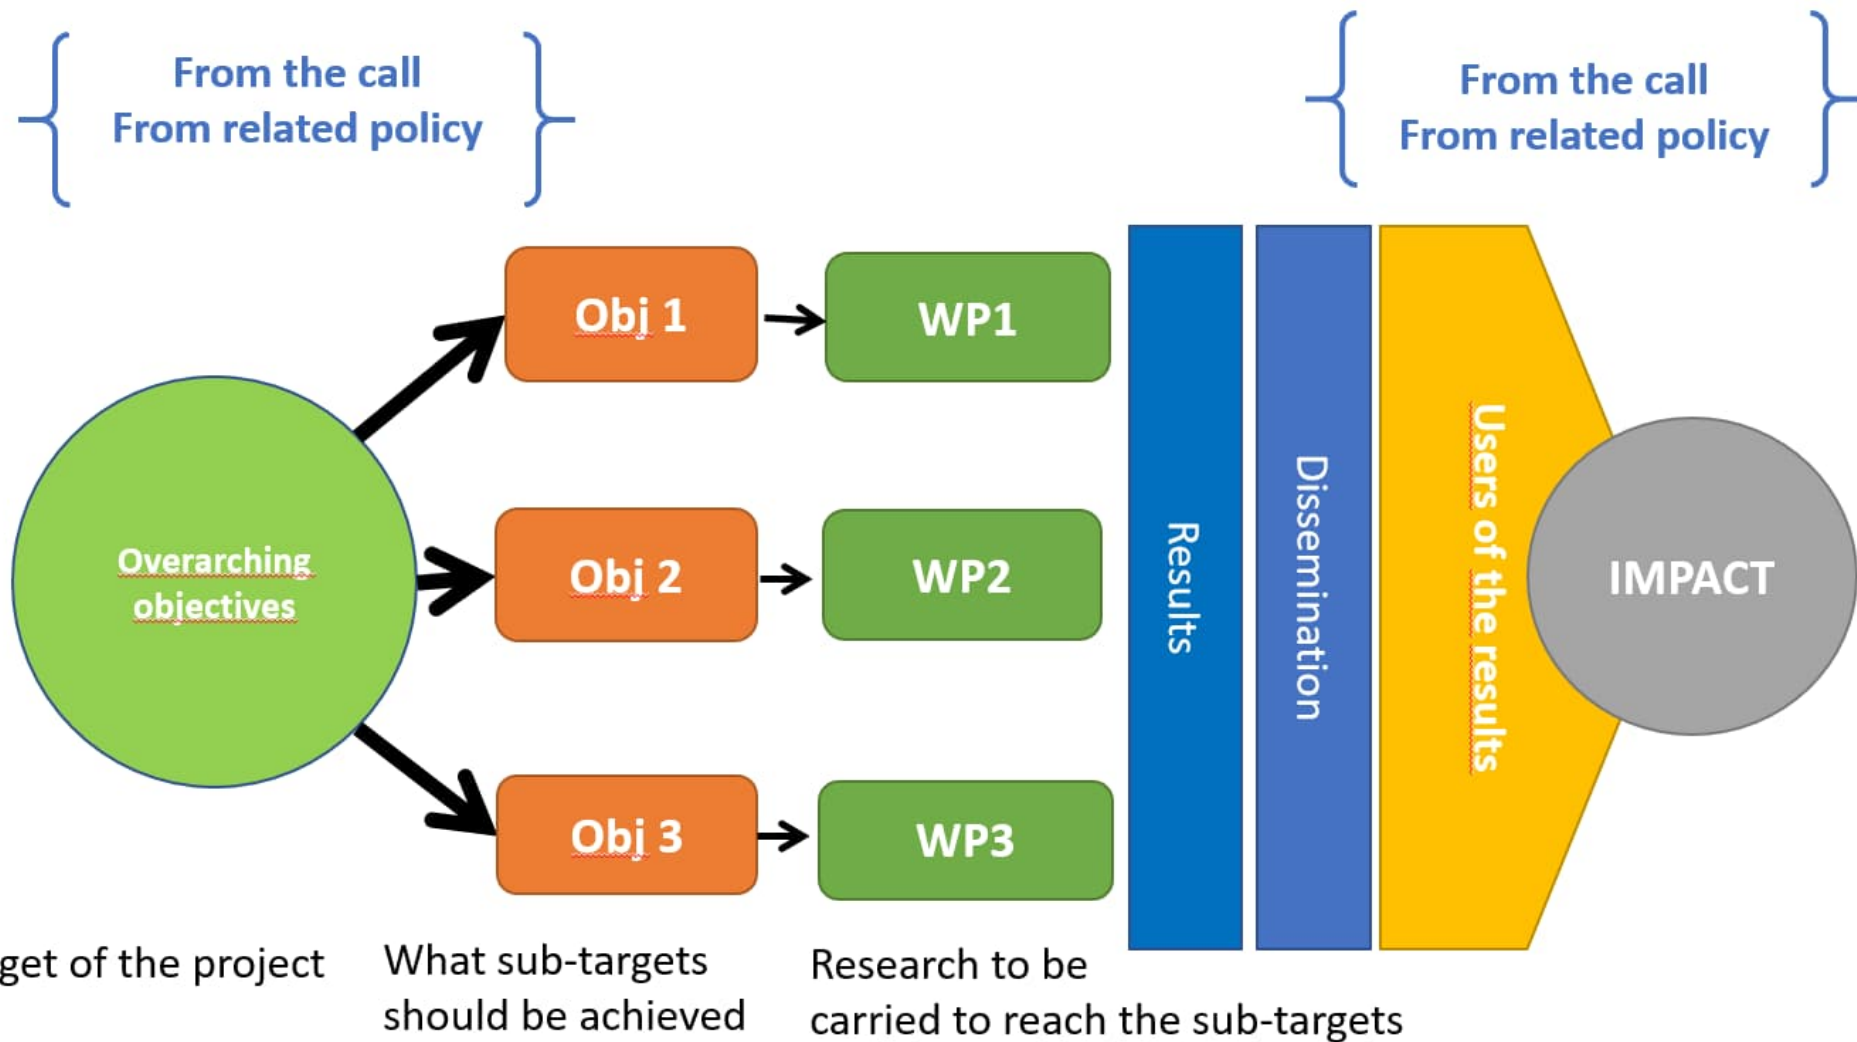 From the call
From related policy
From the call
From related policy
Overarching
objectives
Obj 1
WP1
Obj 2
WP2
Obj 3
WP3
Results
Dissemination
Users of the results
IMPACT
get of the project
What sub-targets
should be achieved
Research to be
carried to reach the sub-targets